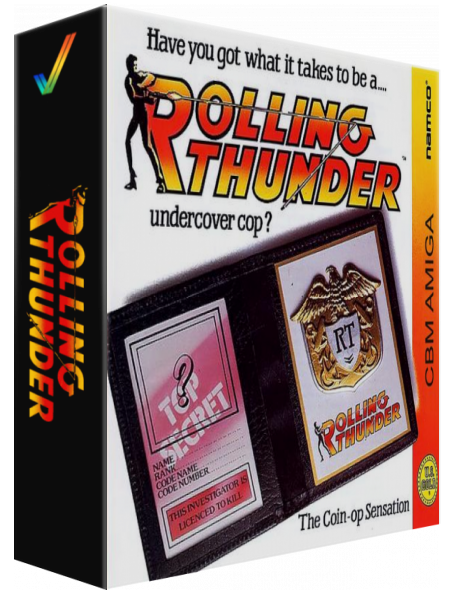 Have you got what it takes to be a....
ROLLING
THUNDER
TM
undercover cop?
namco
CBM AMIGA
ROLLING
THUNDER
?
TOP
SECRET
NAME
RANK
CODE NAME
CODE NUMBER
THIS INVESTIGATOR IS
LICENCED TO KILL
RT
ROLLING
THUNDER
The Coin-op Sensation
U.S.
GOLD